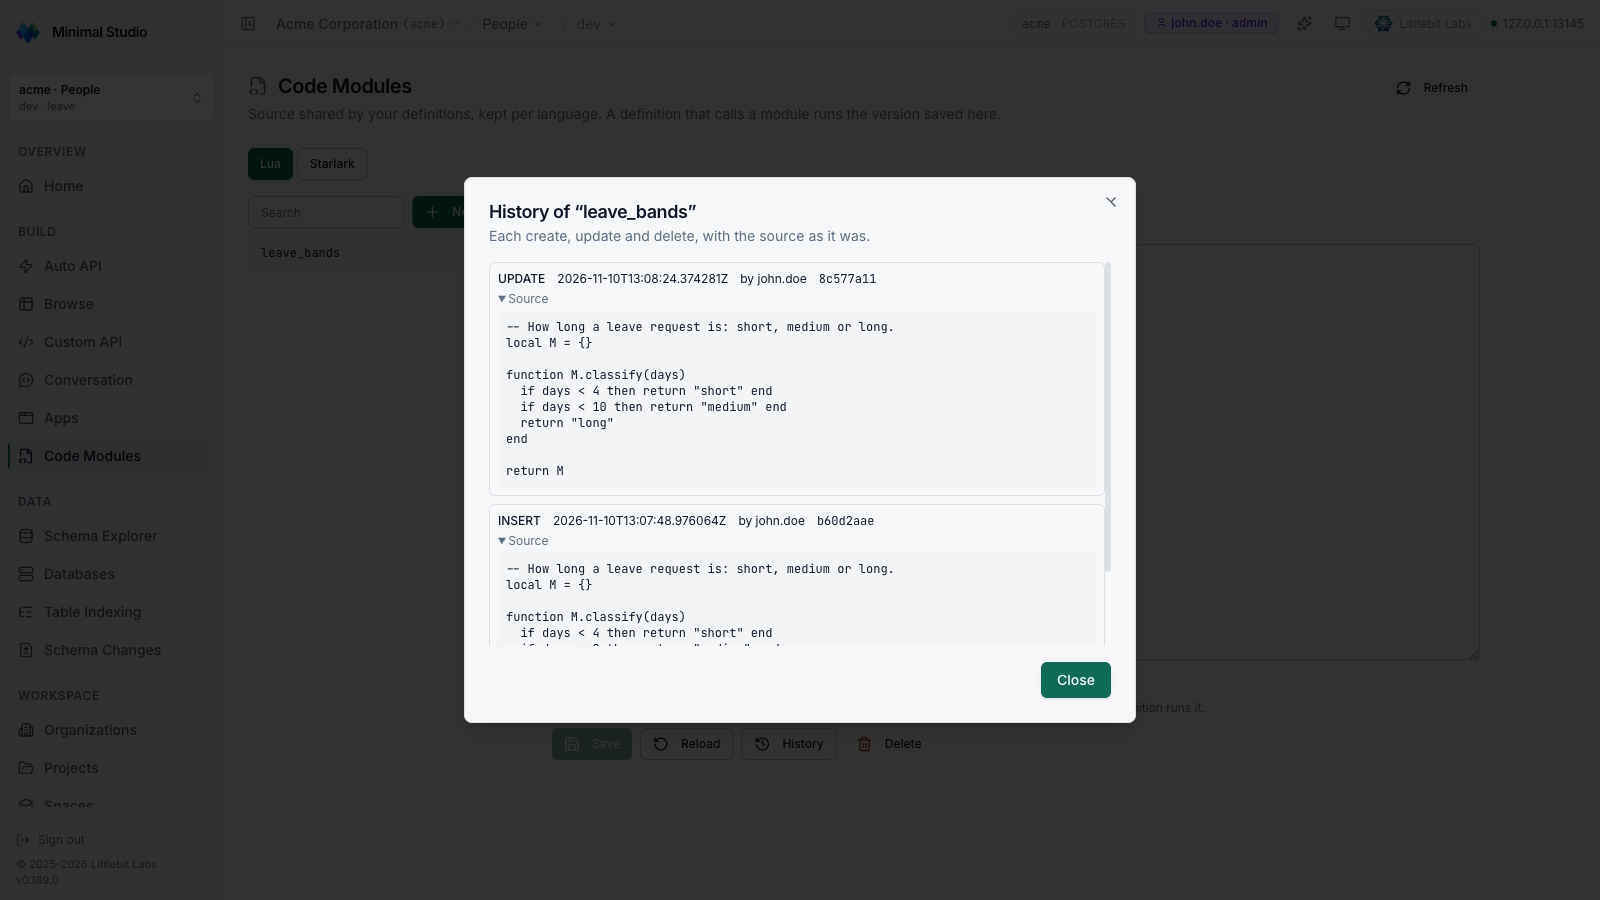 Minimal Studio
Acme Corporation (acme) / People / dev
acme POSTGRES
john.doe · admin
Littlebit Labs
127.0.0.1:13145
acme · People
dev · leave
OVERVIEW
Home
BUILD
Auto API
Browse
Custom API
Conversation
Apps
Code Modules
DATA
Schema Explorer
Databases
Table Indexing
Schema Changes
WORKSPACE
Organizations
Projects
Spaces
Sign out
© 2025-2026 Littlebit Labs ·
v0.189.0
Code Modules
Refresh
Source shared by your definitions, kept per language. A definition that calls a module runs the version saved here.
Lua
Starlark
Search
leave_bands
History of “leave_bands”
Each create, update and delete, with the source as it was.
UPDATE 2026-11-10T13:08:24.374281Z by john.doe 8c577a11
Source
-- How long a leave request is: short, medium or long.
local M = {}
function M.classify(days)
if days < 4 then return "short" end
if days < 10 then return "medium" end
return "long"
end
return M
INSERT 2026-11-10T13:07:48.976064Z by john.doe b60d2aae
Source
-- How long a leave request is: short, medium or long.
local M = {}
function M.classify(days)
if days < 4 then return "short" end
Close
runs it.
Save
Reload
History
Delete